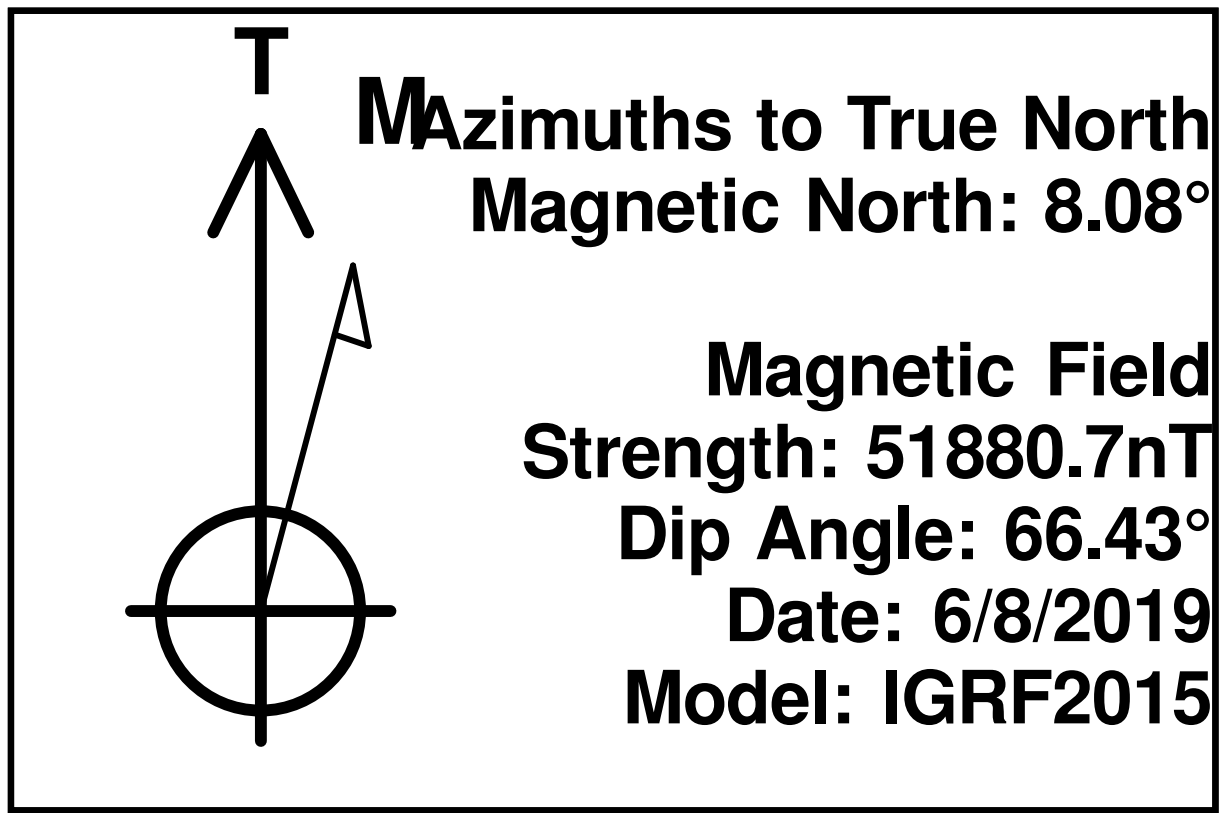 T
M
Azimuths to True North
Magnetic North: 8.08°
Magnetic Field
Strength: 51880.7nT
Dip Angle: 66.43°
Date: 6/8/2019
Model: IGRF2015